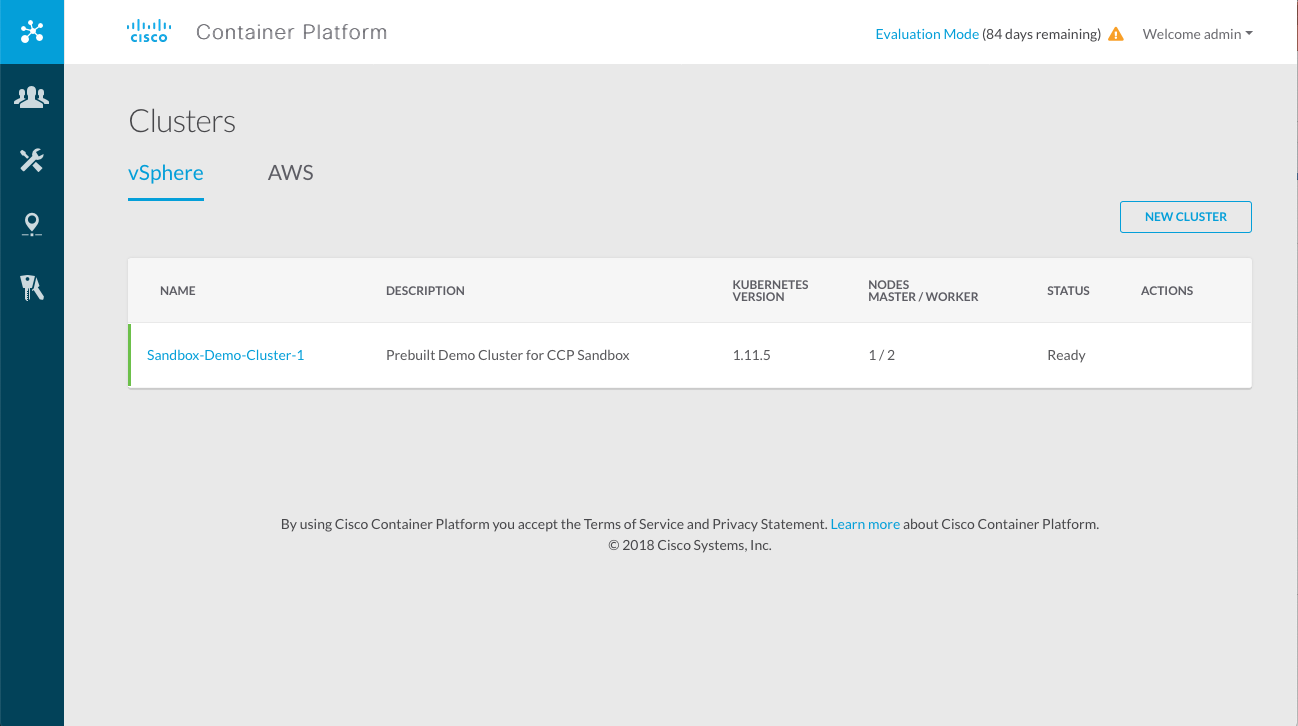 cisco Container Platform
Evaluation Mode (84 days remaining) Welcome admin
Clusters
vSphere AWS
NEW CLUSTER
NAME DESCRIPTION KUBERNETES VERSION NODES MASTER / WORKER STATUS ACTIONS
Sandbox-Demo-Cluster-1 Prebuilt Demo Cluster for CCP Sandbox 1.11.5 1 / 2 Ready
By using Cisco Container Platform you accept the Terms of Service and Privacy Statement. Learn more about Cisco Container Platform.
© 2018 Cisco Systems, Inc.